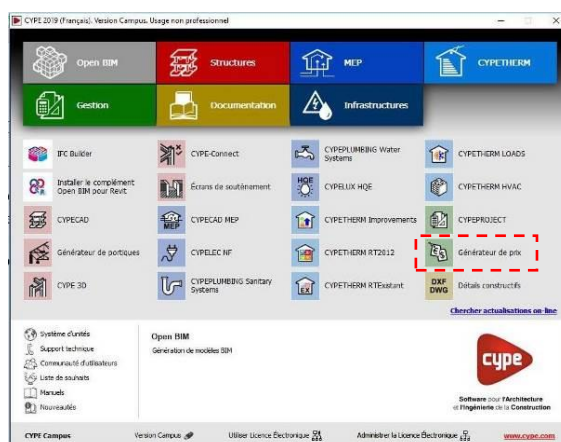 CYPE 2019 (Français). Version Campus. Usage non professionnel
Open BIM
Structures
MEP
CYPETHERM
Gestion
Documentation
Infrastructures
IFC Builder
CYPE-Connect
CYPEPLUMBING Water
Systems
CYPETHERM LOADS
Installer le complément
Open BIM pour Revit
Écrans de soutènement
HQE
CYPELUX HQE
CYPETHERM HVAC
CYPECAD
MEP
CYPECAD MEP
CYPETHERM Improvements
CYPEPROJECT
Générateur de portiques
CYPELEC NF
CYPETHERM RT2012
Générateur de prix
CYPE 3D
CYPEPLUMBING Sanitary
Systems
EX
CYPETHERM RTExistant
DXF
DWG
Détails constructifs
Chercher actualisations on-line
Système d'unités
Support technique
Communauté d'utilisateurs
Liste de souhaits
Manuels
Nouveautés
Open BIM
Génération de modèles BIM
cype
Software pour l'Architecture
et l'Ingénierie de la Construction
CYPE Campus
Version Campus
Utiliser Licence Électronique
Administrer la Licence Électronique
www.cype.com